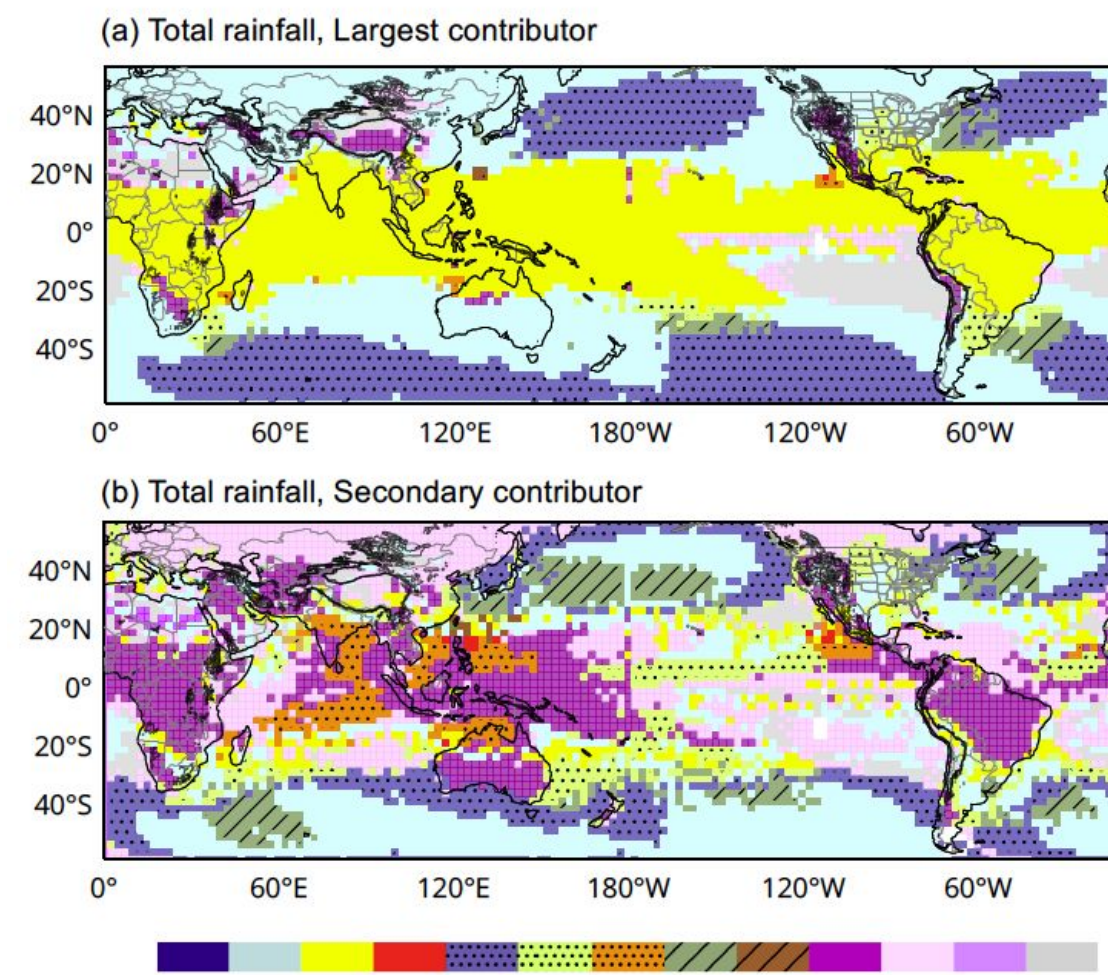 (a) Total rainfall, Largest contributor
40°N
20°N
0°
20°S
40°S
0° 60°E 120°E 180°W 120°W 60°W
(b) Total rainfall, Secondary contributor
40°N
20°N
0°
20°S
40°S
0° 60°E 120°E 180°W 120°W 60°W